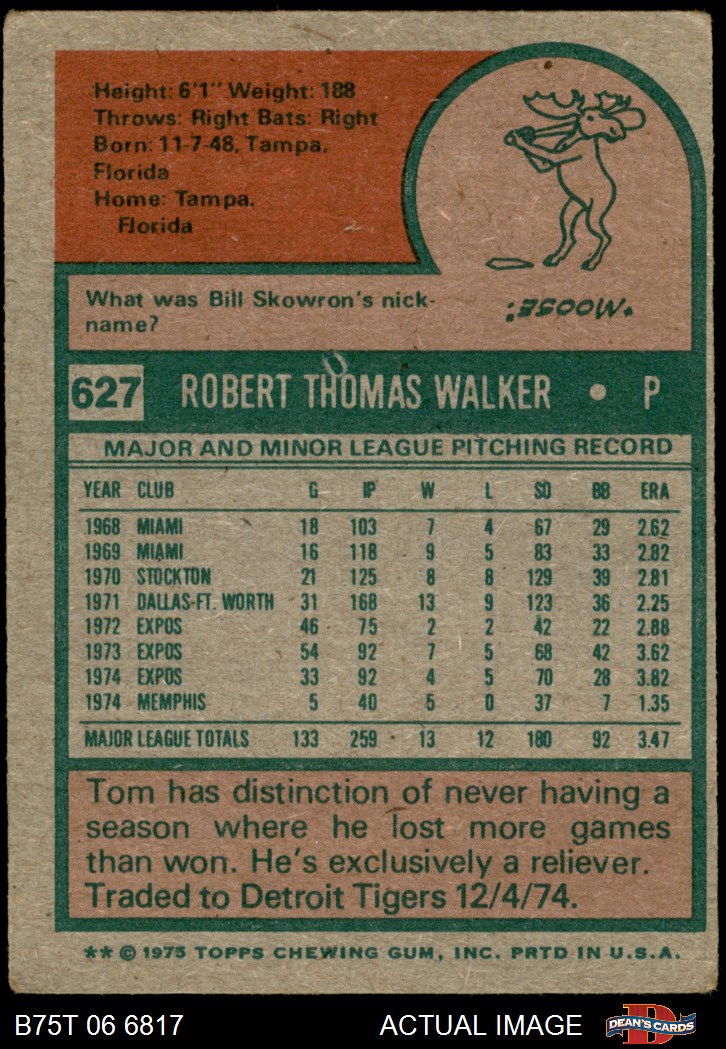 Height: 6'1" Weight: 188
Throws: Right Bats: Right
Born: 11-7-48, Tampa,
Florida
Home: Tampa,
Florida
What was Bill Skowron's nick-
name?
"MOOSE."
627 ROBERT THOMAS WALKER • P
MAJOR AND MINOR LEAGUE PITCHING RECORD
YEAR CLUB G IP W L SO BB ERA
1968 MIAMI 18 103 7 4 67 29 2.62
1969 MIAMI 16 118 9 5 83 33 2.82
1970 STOCKTON 21 125 8 8 129 39 2.81
1971 DALLAS-FT. WORTH 31 168 13 9 123 36 2.25
1972 EXPOS 46 75 2 2 42 22 2.88
1973 EXPOS 54 92 7 5 68 42 3.62
1974 EXPOS 33 92 4 5 70 28 3.82
1974 MEMPHIS 5 40 5 0 37 7 1.35
MAJOR LEAGUE TOTALS 133 259 13 12 180 92 3.47
Tom has distinction of never having a
season where he lost more games
than won. He's exclusively a reliever.
Traded to Detroit Tigers 12/4/74.
** © 1975 TOPPS CHEWING GUM, INC. PRTD IN U.S.A.
B75T 06 6817 ACTUAL IMAGE D DEAN'S CARDS